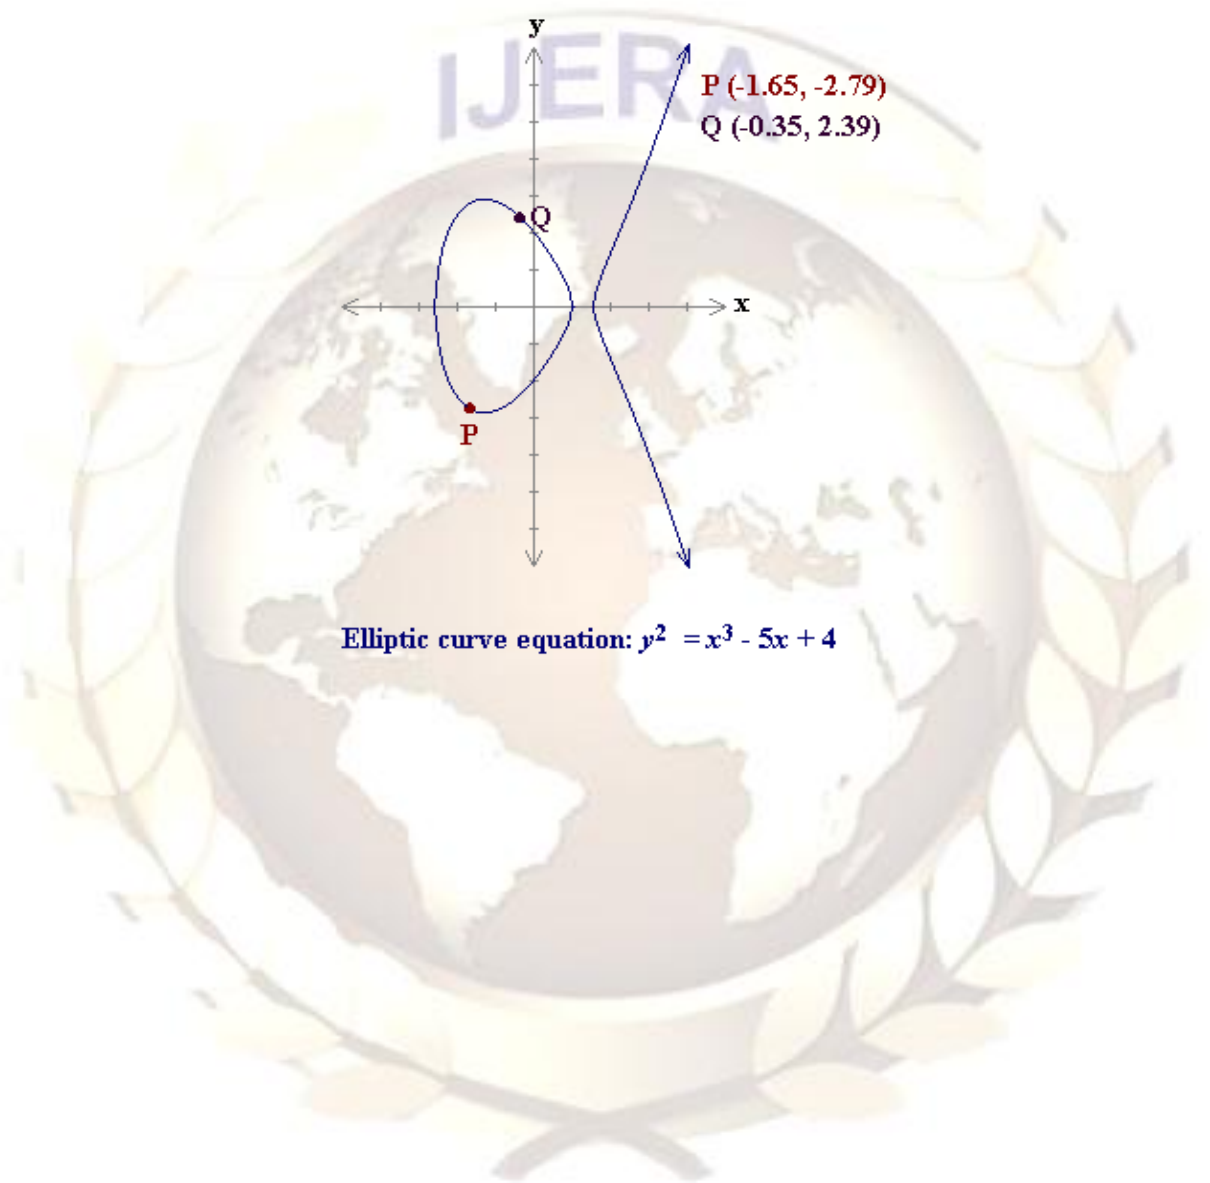 IJERA
y
P (-1.65, -2.79)
Q (-0.35, 2.39)
Q
x
P
Elliptic curve equation: y² = x³ - 5x + 4